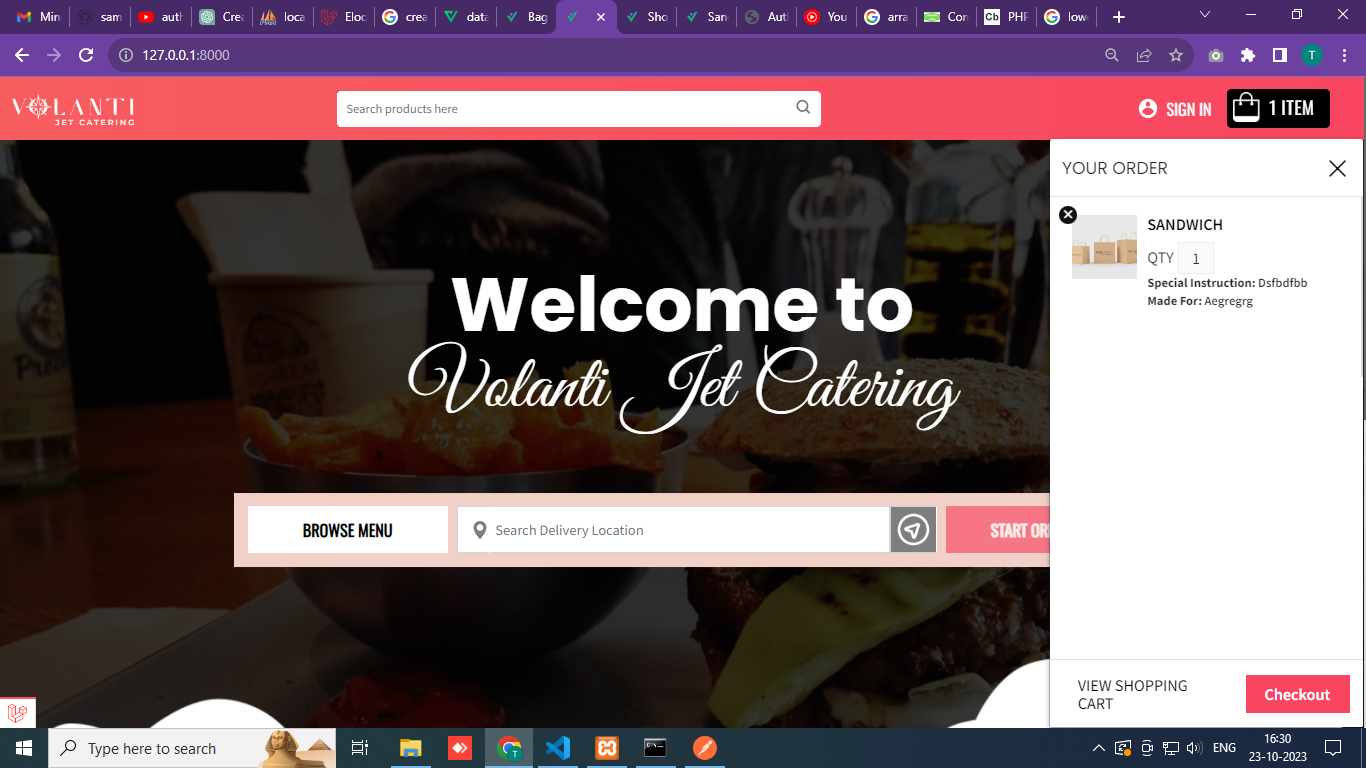 Min
sam
auth
Crea
loca
Eloq
crea
data
Bag
Sho
San
Auth
You
arra
Con
Cb PHP
low
127.0.0.1:8000
T
VOLANTI
JET CATERING
Search products here
SIGN IN
1 ITEM
YOUR ORDER
SANDWICH
QTY 1
Special Instruction: Dsfbdfbb
Made For: Aegregrg
Welcome to
Volanti Jet Catering
BROWSE MENU
Search Delivery Location
START ORD
VIEW SHOPPING
CART
Checkout
Type here to search
ENG
16:30
23-10-2023